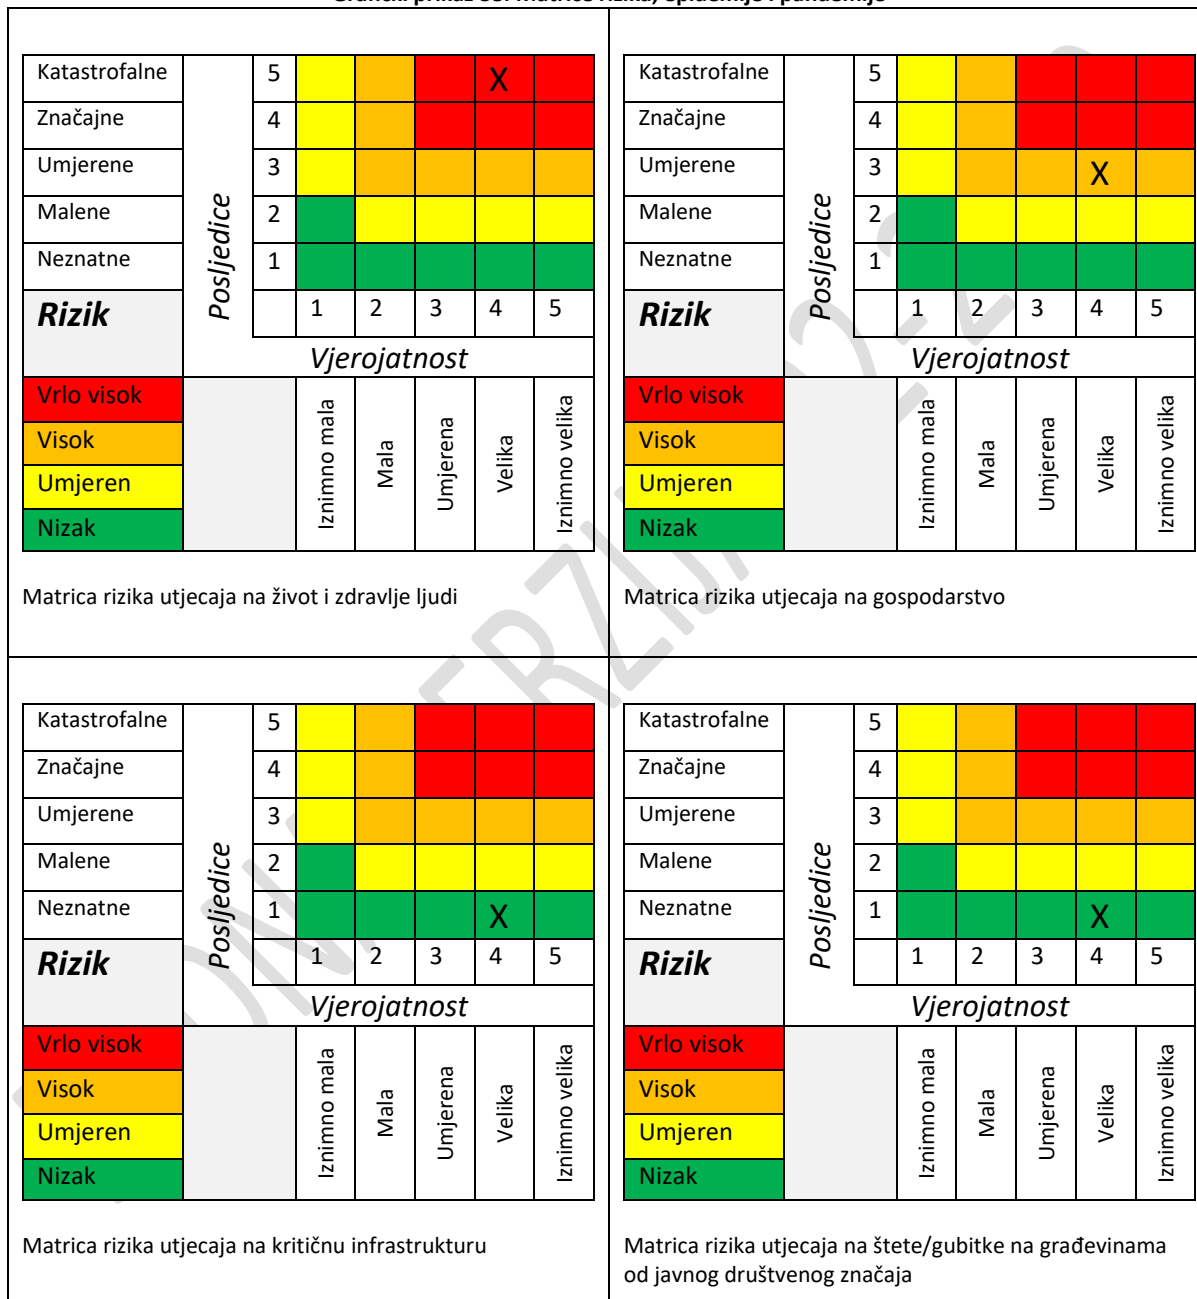 Katastrofalne 5 X
Značajne 4
Umjerene 3
Malene 2
Neznatne 1
Posljedice
Rizik 1 2 3 4 5
Vjerojatnost
Vrlo visok
Visok
Umjeren
Nizak
Iznimno mala
Mala
Umjerena
Velika
Iznimno velika
Matrica rizika utjecaja na život i zdravlje ljudi
Katastrofalne 5
Značajne 4
Umjerene 3 X
Malene 2
Neznatne 1
Posljedice
Rizik 1 2 3 4 5
Vjerojatnost
Vrlo visok
Visok
Umjeren
Nizak
Iznimno mala
Mala
Umjerena
Velika
Iznimno velika
Matrica rizika utjecaja na gospodarstvo
Katastrofalne 5
Značajne 4
Umjerene 3
Malene 2
Neznatne 1 X
Posljedice
Rizik 1 2 3 4 5
Vjerojatnost
Vrlo visok
Visok
Umjeren
Nizak
Iznimno mala
Mala
Umjerena
Velika
Iznimno velika
Matrica rizika utjecaja na kritičnu infrastrukturu
Katastrofalne 5
Značajne 4
Umjerene 3
Malene 2
Neznatne 1 X
Posljedice
Rizik 1 2 3 4 5
Vjerojatnost
Vrlo visok
Visok
Umjeren
Nizak
Iznimno mala
Mala
Umjerena
Velika
Iznimno velika
Matrica rizika utjecaja na štete/gubitke na građevinama
od javnog društvenog značaja